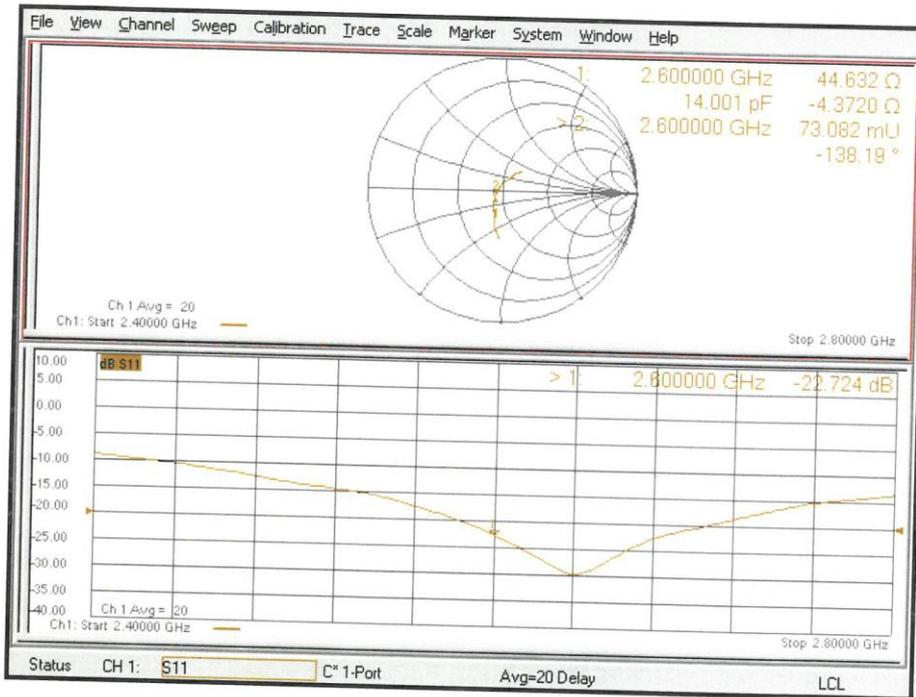 File View Channel Sweep Calibration Trace Scale Marker System Window Help
1: 2.600000 GHz 44.632 Ω
14.001 pF -4.3720 Ω
> 2: 2.600000 GHz 73.082 mU
-138.19 °
2
Ch 1 Avg = 20
Ch1: Start 2.40000 GHz
Stop 2.80000 GHz
10.00
dB S11
> 1: 2.600000 GHz -22.724 dB
5.00
0.00
-5.00
-10.00
-15.00
-20.00
-25.00
-30.00
-35.00
-40.00
Ch 1 Avg = 20
Ch1: Start 2.40000 GHz
Stop 2.80000 GHz
Status CH 1: S11 C* 1-Port Avg=20 Delay LCL